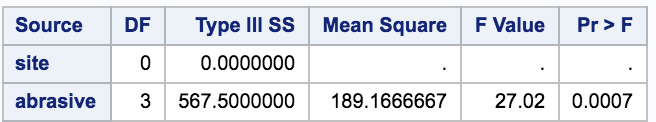 Source DF Type III SS Mean Square F Value Pr > F
site 0 0.0000000 . . .
abrasive 3 567.5000000 189.1666667 27.02 0.0007